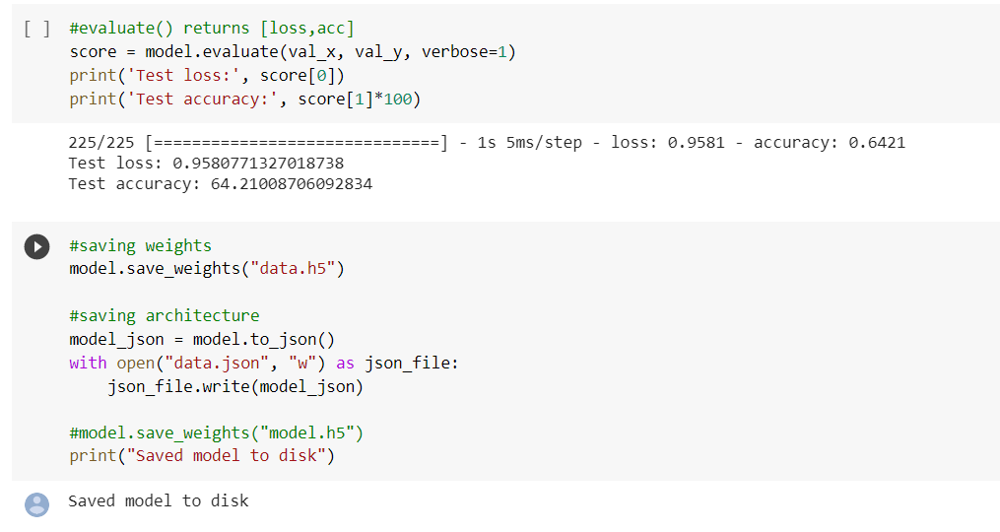 [ ] #evaluate() returns [loss,acc]
score = model.evaluate(val_x, val_y, verbose=1)
print('Test loss:', score[0])
print('Test accuracy:', score[1]*100)
225/225 [==============================] - 1s 5ms/step - loss: 0.9581 - accuracy: 0.6421
Test loss: 0.9580771327018738
Test accuracy: 64.21008706092834
#saving weights
model.save_weights("data.h5")
#saving architecture
model_json = model.to_json()
with open("data.json", "w") as json_file:
    json_file.write(model_json)
#model.save_weights("model.h5")
print("Saved model to disk")
Saved model to disk